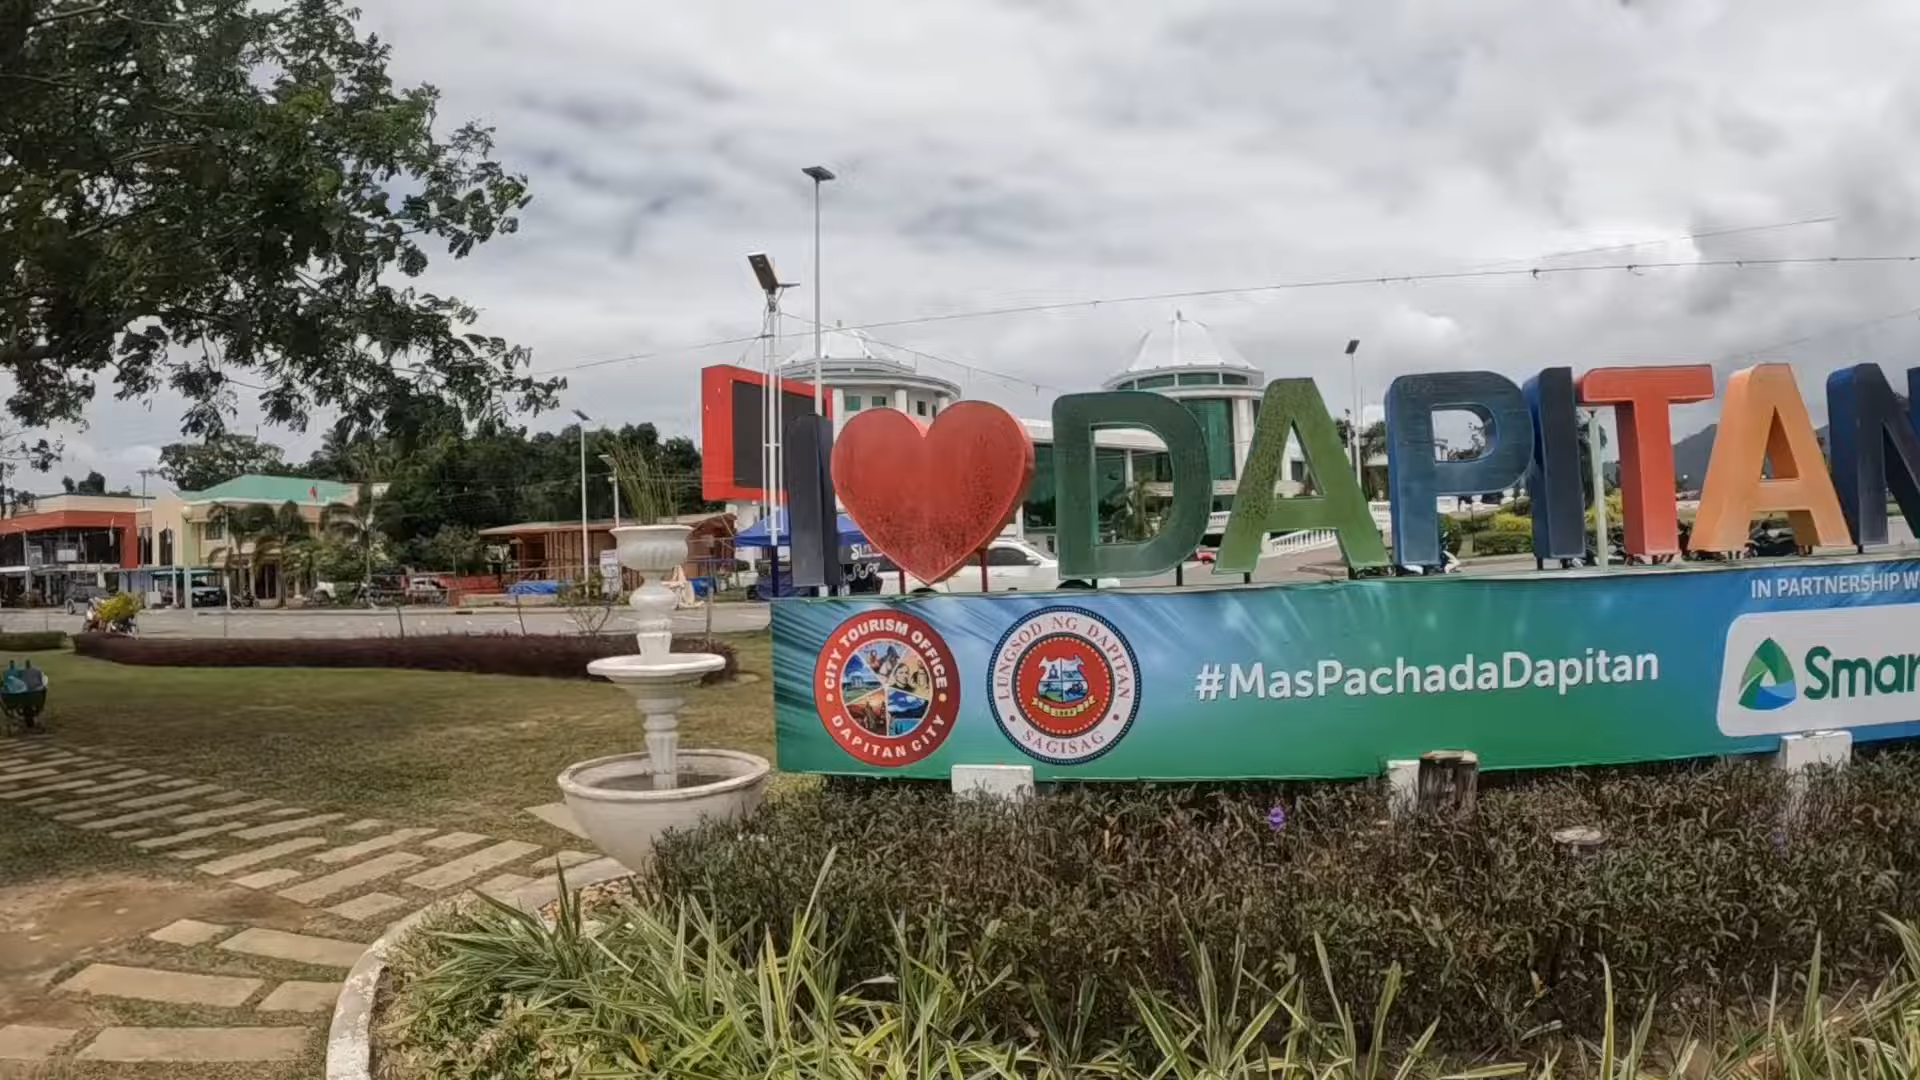 I DAPITAN
IN PARTNERSHIP W
CITY TOURISM OFFICE
DAPITAN CITY
LUNGSOD NG DAPITAN
SAGISAG
#MasPachadaDapitan
Smar